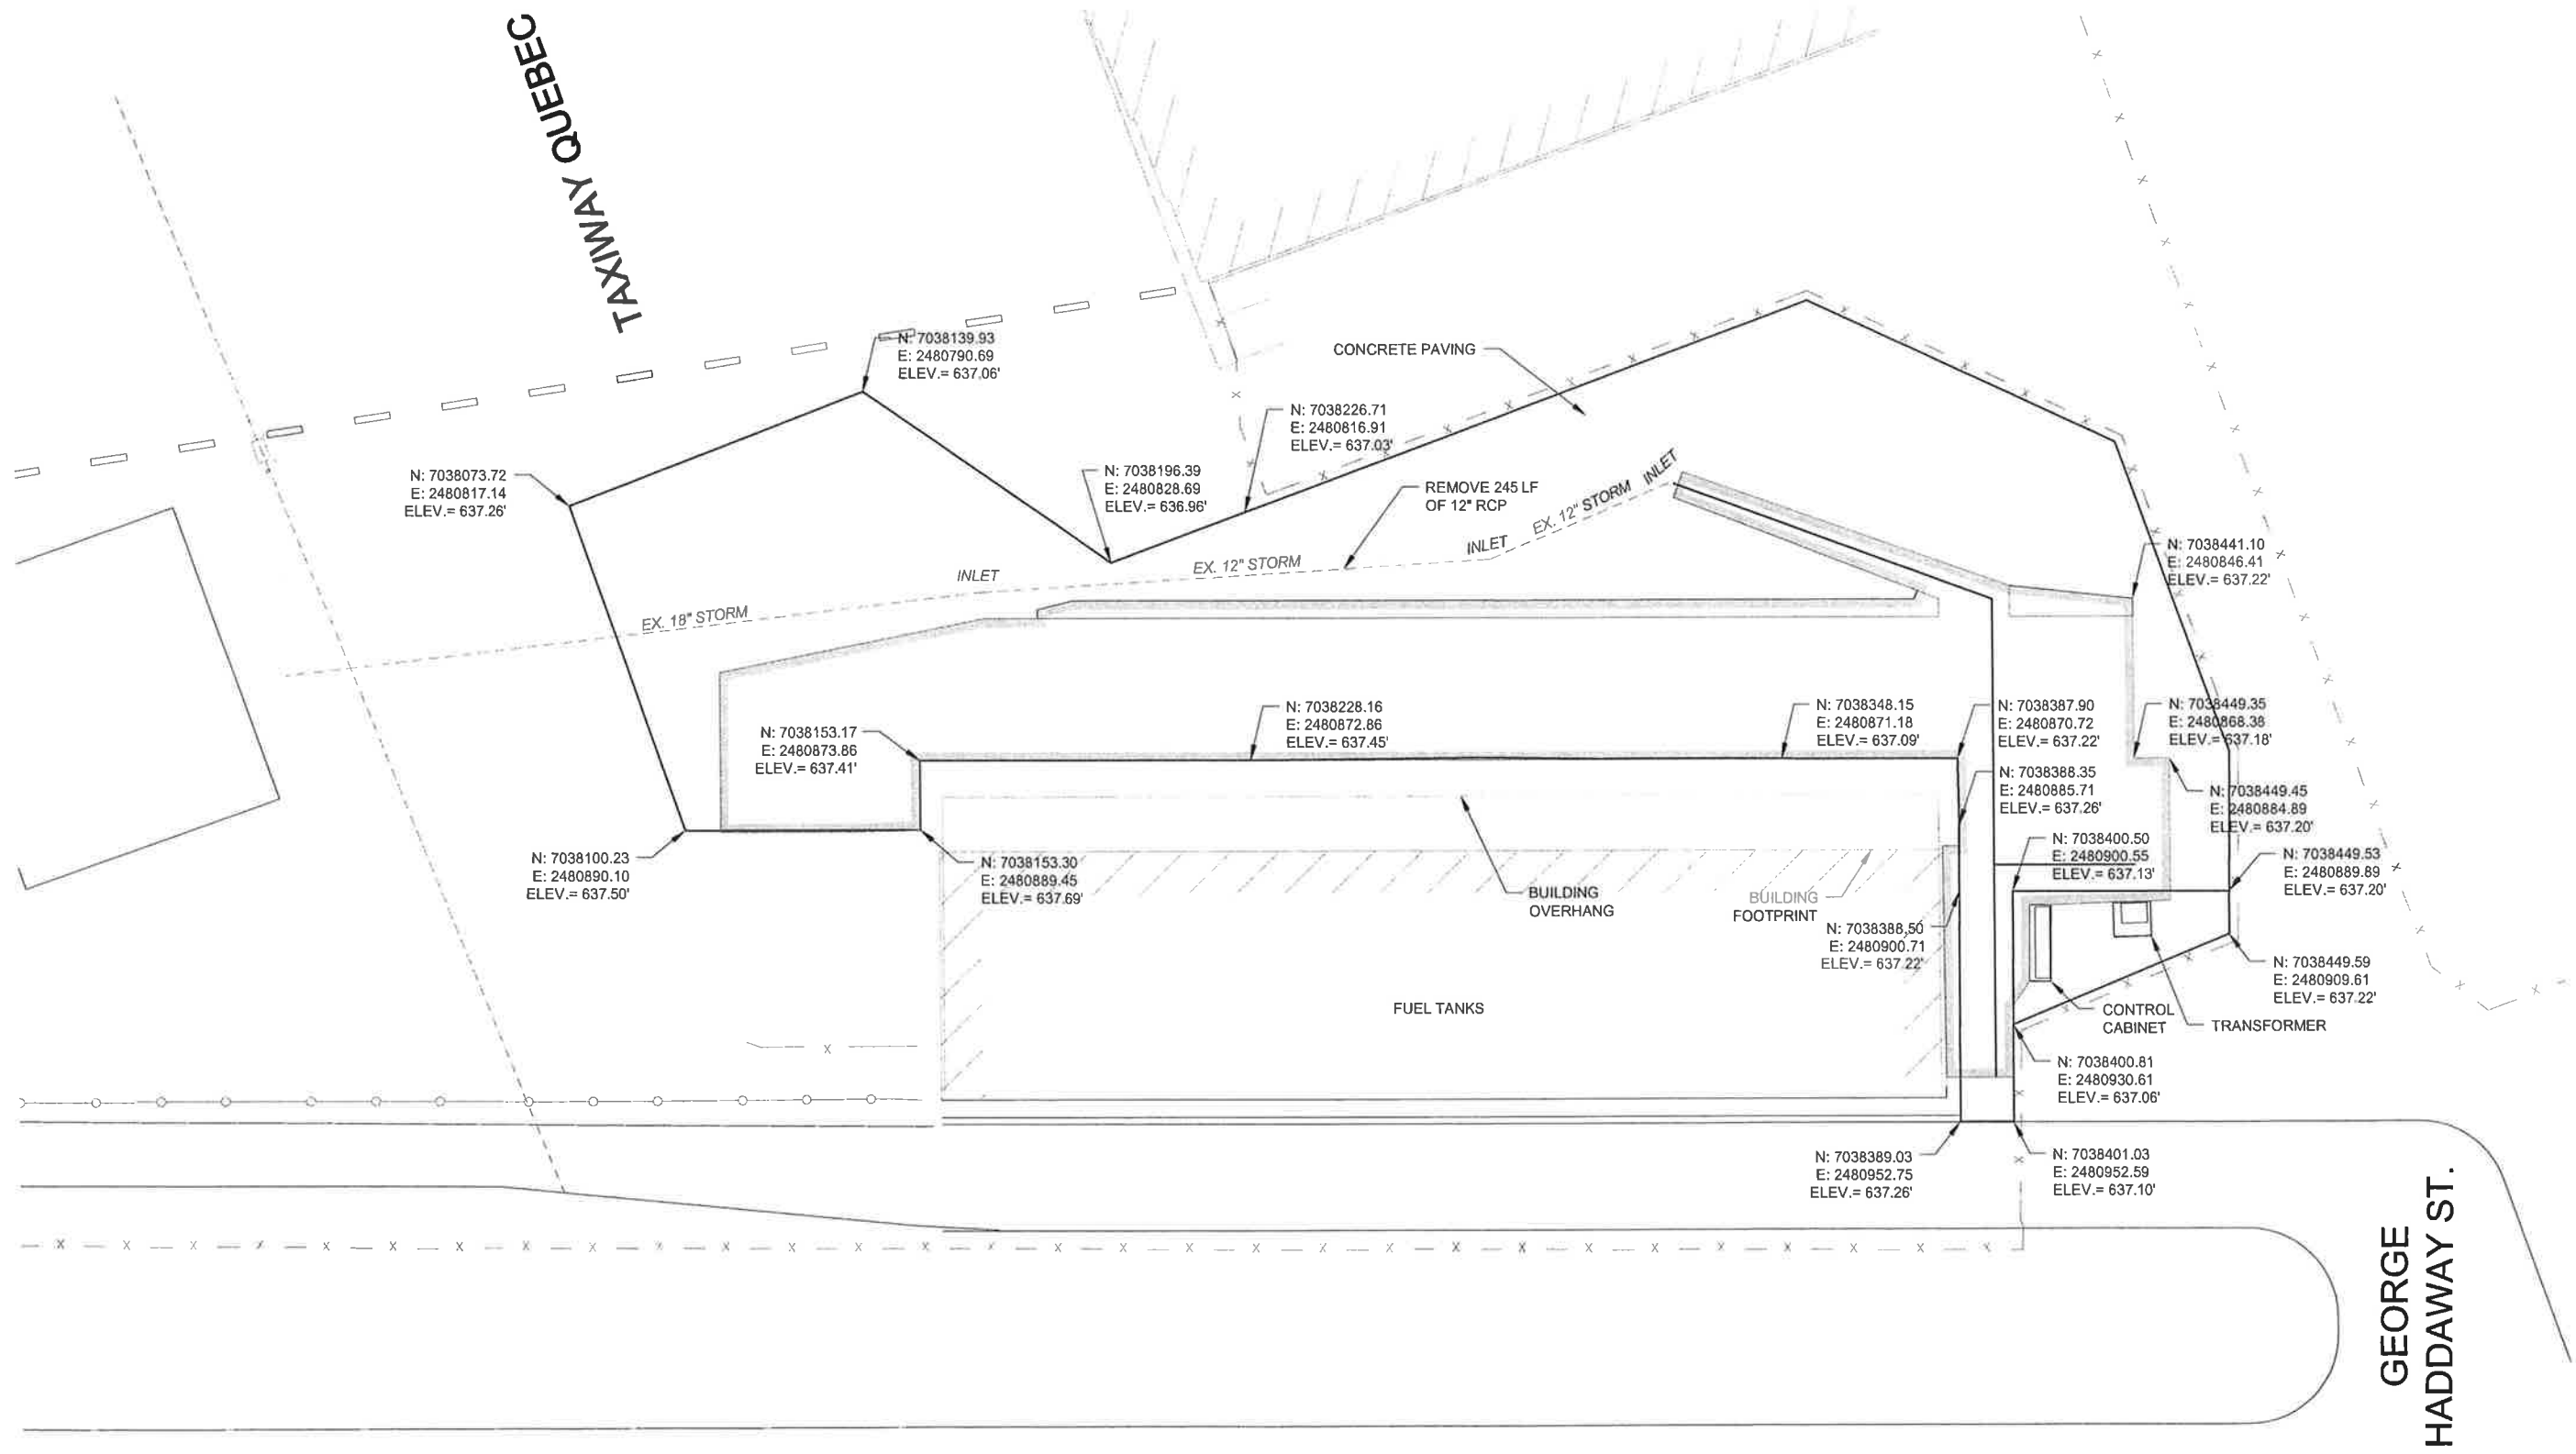 TAXIWAY QUEBEC
N: 7038139.93
E: 2480790.69
ELEV.= 637.06'
CONCRETE PAVING
N: 7038226.71
E: 2480816.91
ELEV.= 637.03'
N: 7038073.72
E: 2480817.14
ELEV.= 637.26'
N: 7038196.39
E: 2480828.69
ELEV.= 636.96'
REMOVE 245 LF
OF 12" RCP
INLET
EX. 12" STORM
INLET
EX. 12" STORM
INLET
EX. 18" STORM
N: 7038441.10
E: 2480846.41
ELEV.= 637.22'
N: 7038153.17
E: 2480873.86
ELEV.= 637.41'
N: 7038228.16
E: 2480872.86
ELEV.= 637.45'
N: 7038348.15
E: 2480871.18
ELEV.= 637.09'
N: 7038387.90
E: 2480870.72
ELEV.= 637.22'
N: 7038449.35
E: 2480868.38
ELEV.= 637.18'
N: 7038388.35
E: 2480885.71
ELEV.= 637.26'
N: 7038449.45
E: 2480884.89
ELEV.= 637.20'
N: 7038400.50
E: 2480900.55
ELEV.= 637.13'
N: 7038449.53
E: 2480889.89
ELEV.= 637.20'
N: 7038100.23
E: 2480890.10
ELEV.= 637.50'
N: 7038153.30
E: 2480889.45
ELEV.= 637.69'
BUILDING
OVERHANG
BUILDING
FOOTPRINT
N: 7038388.50
E: 2480900.71
ELEV.= 637.22'
N: 7038449.59
E: 2480909.61
ELEV.= 637.22'
FUEL TANKS
CONTROL
CABINET
TRANSFORMER
N: 7038400.81
E: 2480930.61
ELEV.= 637.06'
N: 7038389.03
E: 2480952.75
ELEV.= 637.26'
N: 7038401.03
E: 2480952.59
ELEV.= 637.10'
GEORGE
HADDAWAY ST.